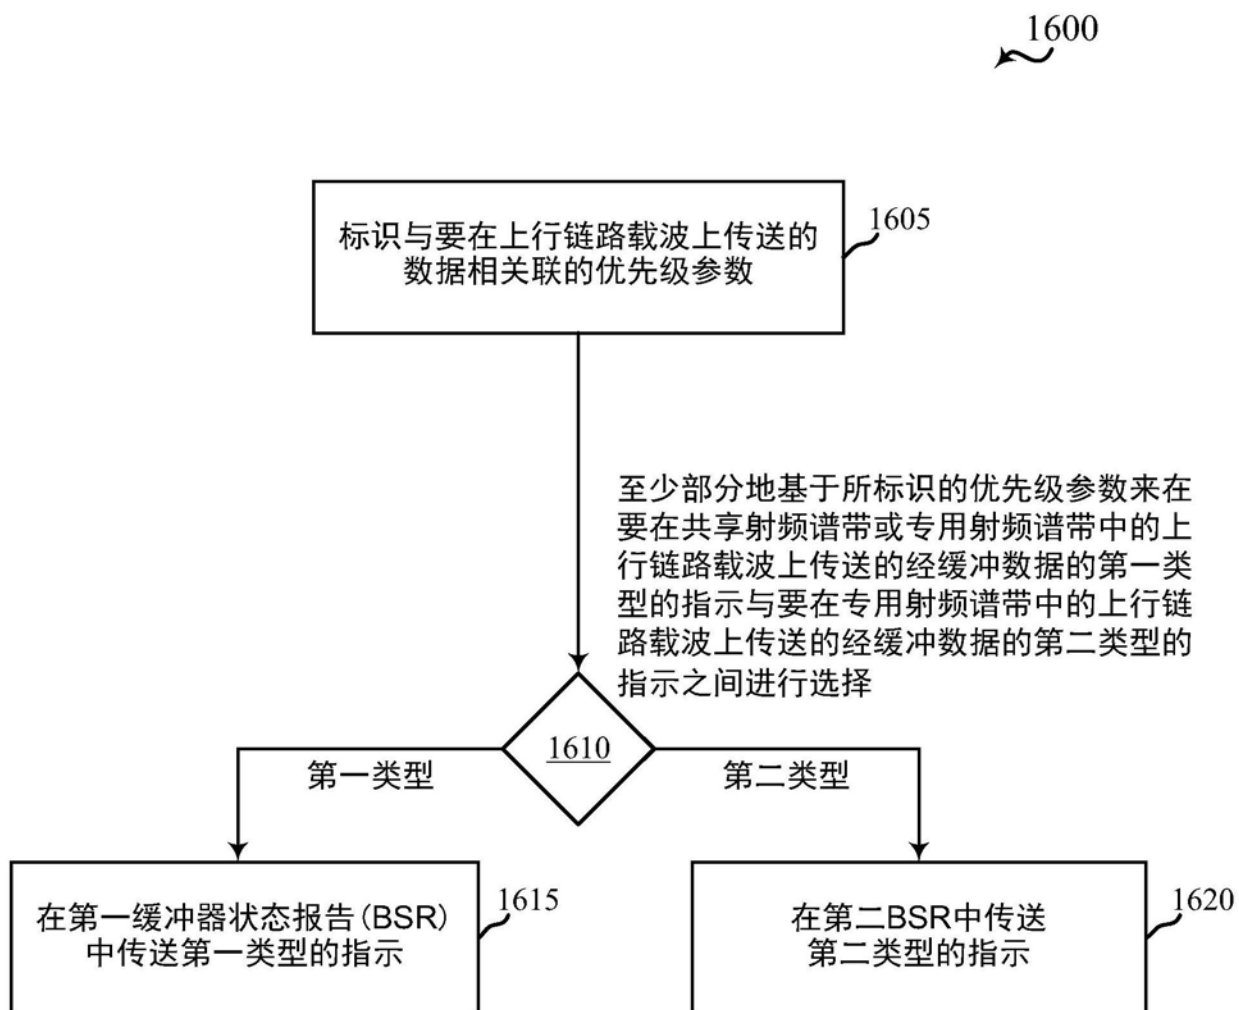 1600
标识与要在上行链路载波上传送的
数据相关联的优先级参数
1605
至少部分地基于所标识的优先级参数来在
要在共享射频谱带或专用射频谱带中的上
行链路载波上传送的经缓冲数据的第一类
型的指示与要在专用射频谱带中的上行链
路载波上传送的经缓冲数据的第二类型的
指示之间进行选择
1610
第一类型
第二类型
在第一缓冲器状态报告(BSR)
中传送第一类型的指示
1615
在第二BSR中传送
第二类型的指示
1620